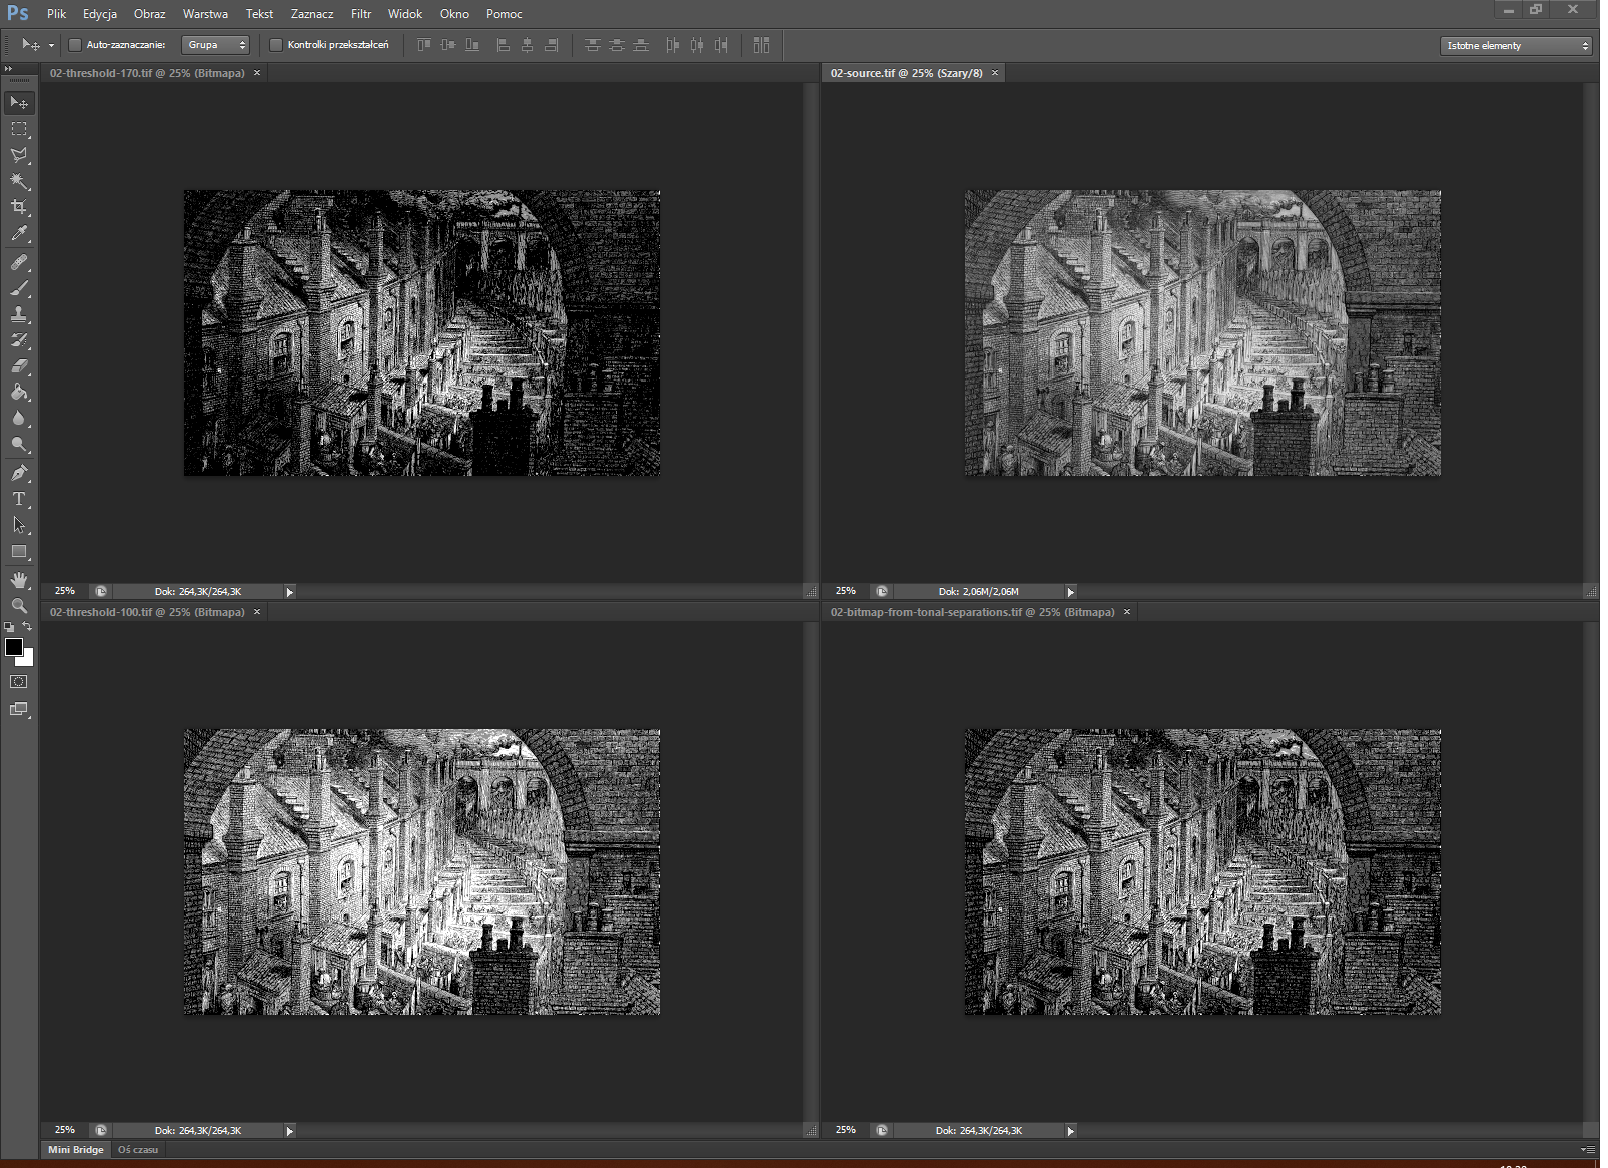 Ps Plik Edycja Obraz Warstwa Tekst Zaznacz Filtr Widok Okno Pomoc
Auto-zaznaczanie: Grupa Kontrolki przekształceń Istotne elementy
02-threshold-170.tif @ 25% (Bitmapa) ×
02-source.tif @ 25% (Szary/8) ×
25% Dok: 264,3K/264,3K
25% Dok: 2,06M/2,06M
02-threshold-100.tif @ 25% (Bitmapa) ×
02-bitmap-from-tonal-separations.tif @ 25% (Bitmapa) ×
25% Dok: 264,3K/264,3K
25% Dok: 264,3K/264,3K
Mini Bridge Oś czasu